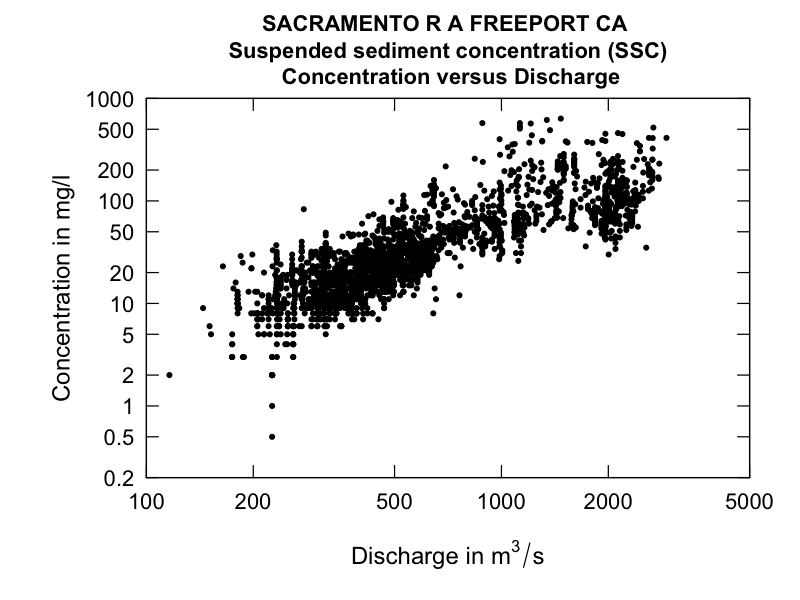 SACRAMENTO R A FREEPORT CA
Suspended sediment concentration (SSC)
Concentration versus Discharge
1000
500
200
100
50
20
10
5
2
1
0.5
0.2
Concentration in mg/l
100 200 500 1000 2000 5000
Discharge in m³/s